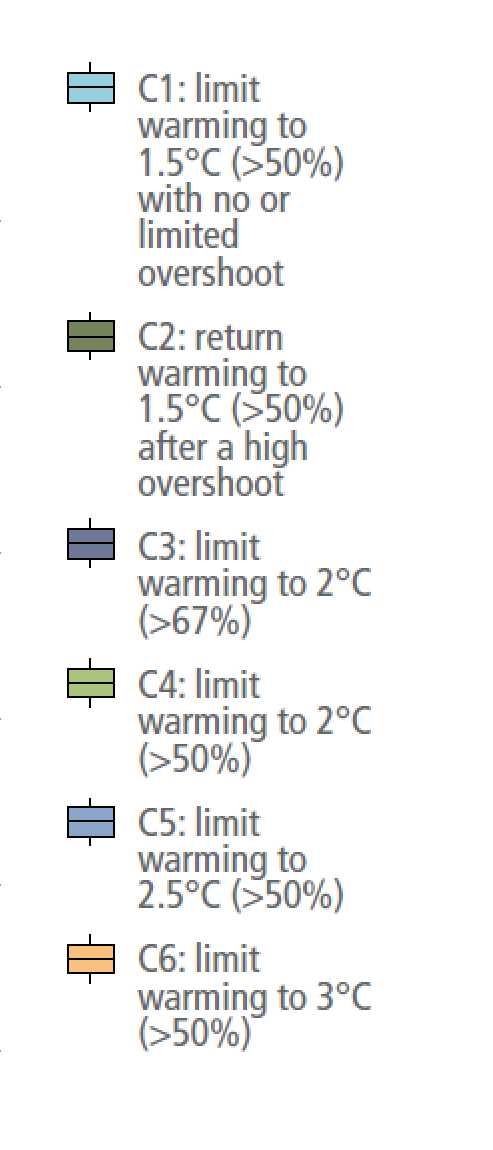 C1: limit
warming to
1.5°C (>50%)
with no or
limited
overshoot
C2: return
warming to
1.5°C (>50%)
after a high
overshoot
C3: limit
warming to 2°C
(>67%)
C4: limit
warming to 2°C
(>50%)
C5: limit
warming to
2.5°C (>50%)
C6: limit
warming to 3°C
(>50%)